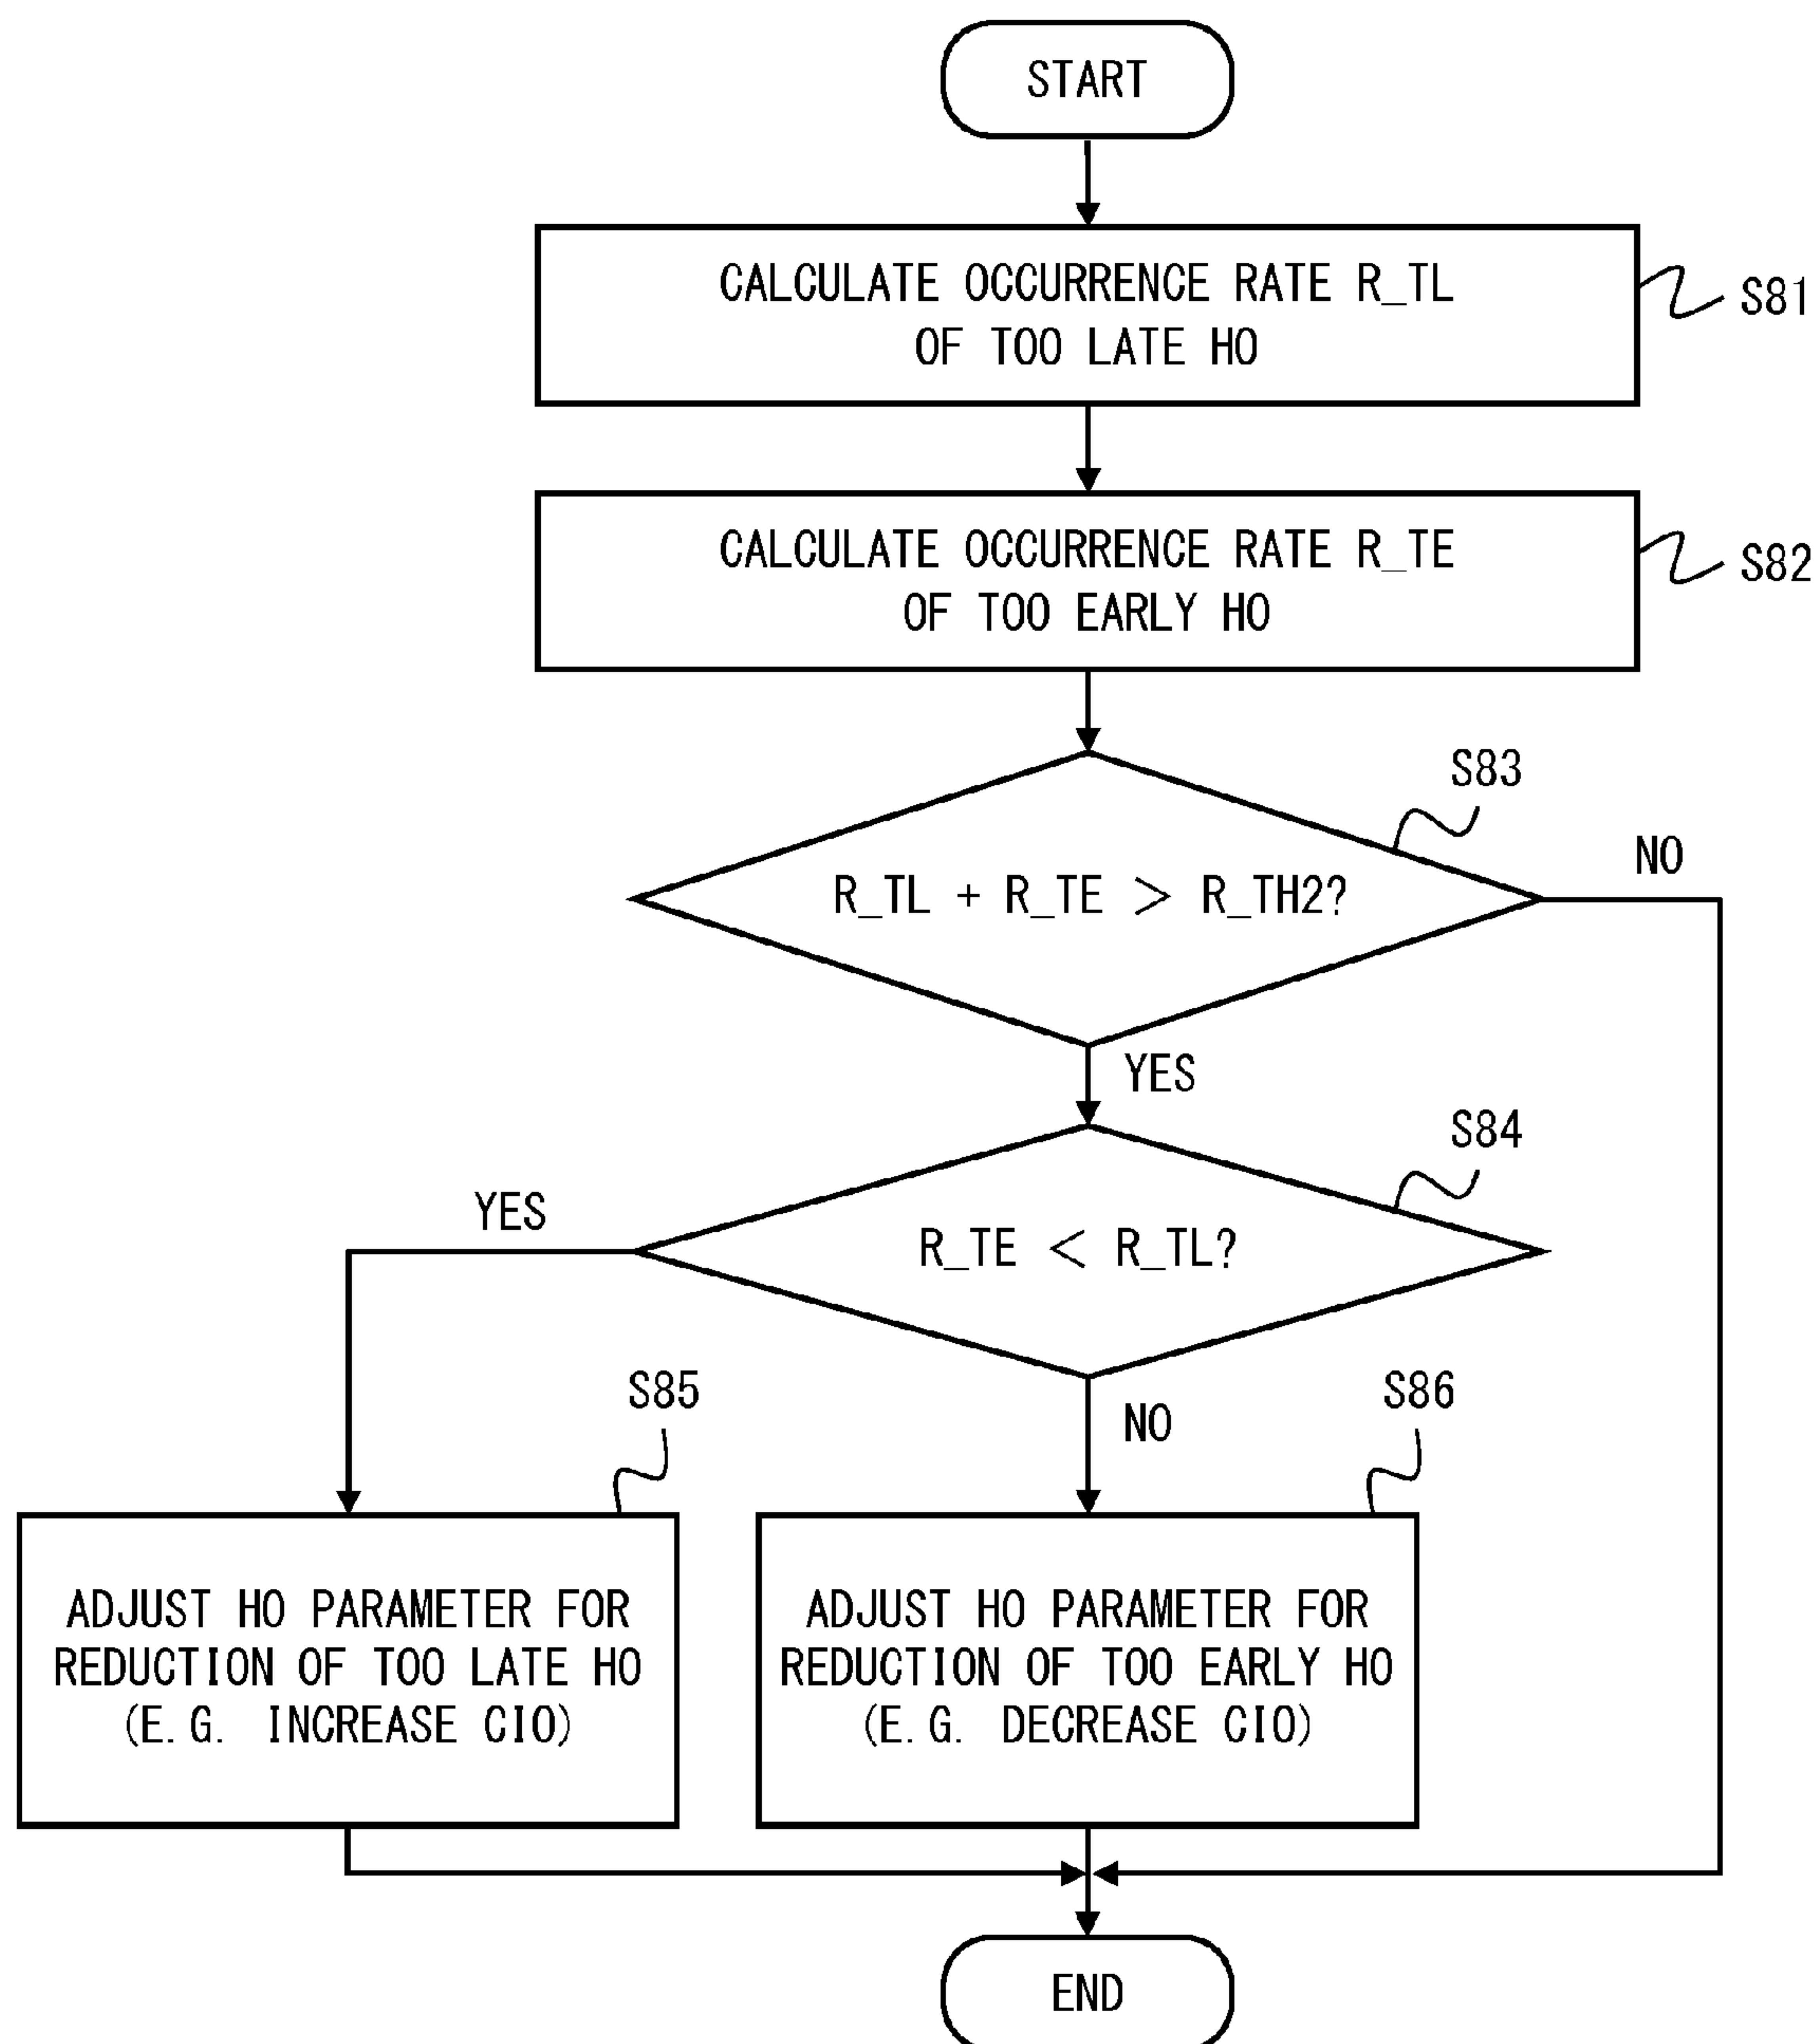 START
CALCULATE OCCURRENCE RATE R_TL
OF TOO LATE HO
S81
CALCULATE OCCURRENCE RATE R_TE
OF TOO EARLY HO
S82
S83
R_TL + R_TE > R_TH2?
NO
YES
S84
R_TE < R_TL?
YES
NO
S85
ADJUST HO PARAMETER FOR
REDUCTION OF TOO LATE HO
(E.G. INCREASE CIO)
S86
ADJUST HO PARAMETER FOR
REDUCTION OF TOO EARLY HO
(E.G. DECREASE CIO)
END